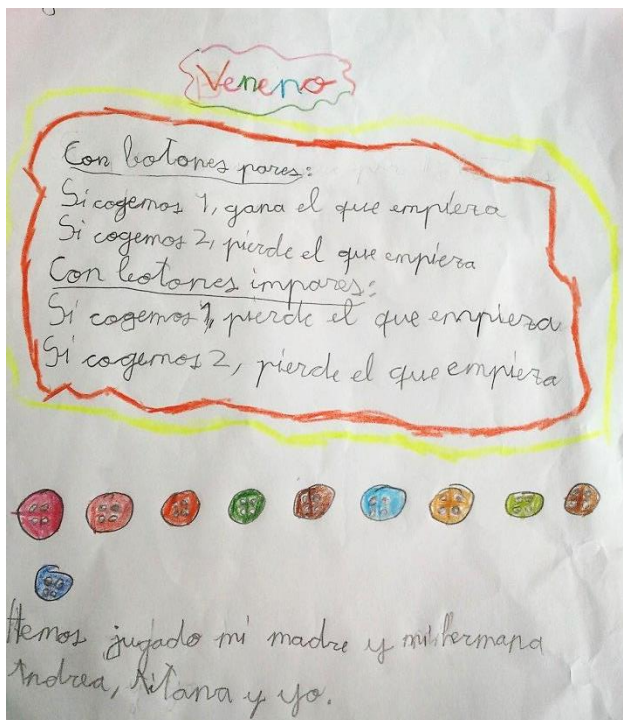 Veneno
Con botones pares:
Si cogemos 1, gana el que empieza
Si cogemos 2, pierde el que empieza
Con botones impares:
Si cogemos 1, pierde el que empieza
Si cogemos 2, pierde el que empieza
Hemos jugado mi madre y mi hermana
Andrea, Aitana y yo.